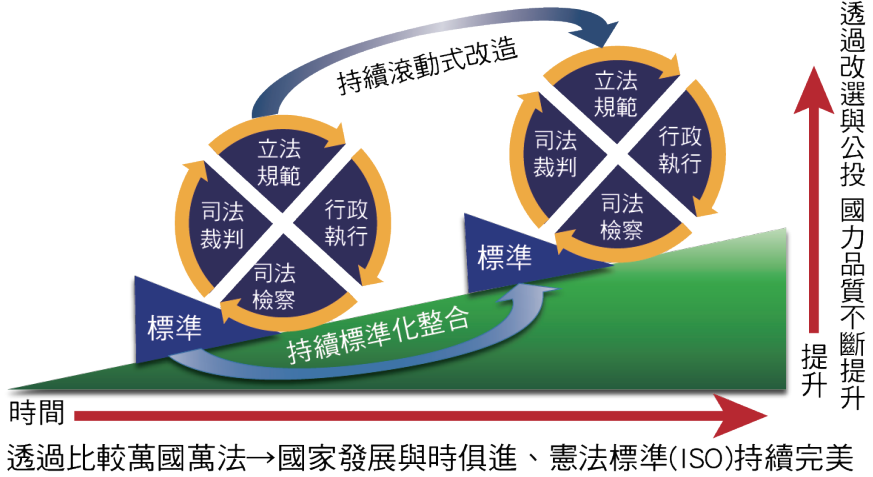 持續滾動式改造
立法
規範
行政
執行
司法
檢察
司法
裁判
標準
立法
規範
行政
執行
司法
檢察
司法
裁判
標準
持續標準化整合
透過改選與公投 國力品質不斷提升
提升
時間
透過比較萬國萬法→國家發展與時俱進、憲法標準(ISO)持續完美